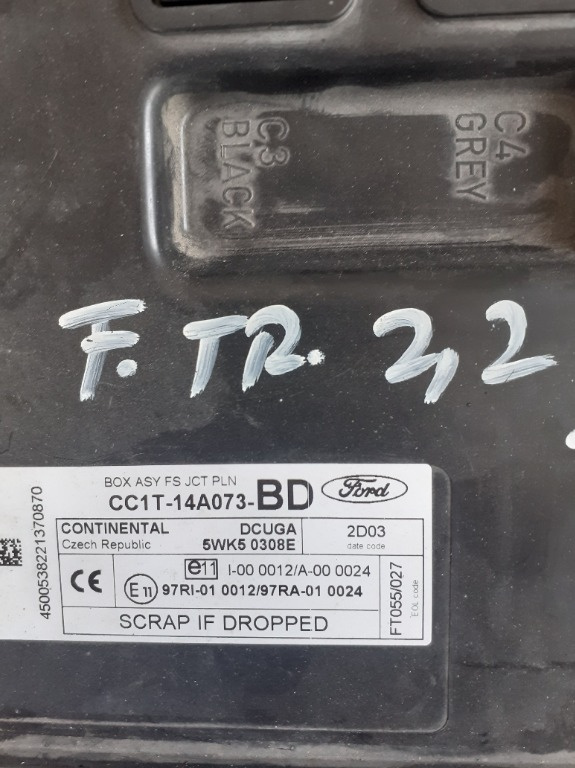 C3
BLACK
C4
GREY
F.TR. 2,2
BOX ASY FS JCT PLN
CC1T-14A073-BD
Ford
CONTINENTAL DCUGA
Czech Republic 5WK5 0308E
2D03
date code
e11 I-00 0012/A-00 0024
CE
E11 97RI-01 0012/97RA-01 0024
SCRAP IF DROPPED
FT055/027
EOL code
4500538221370870